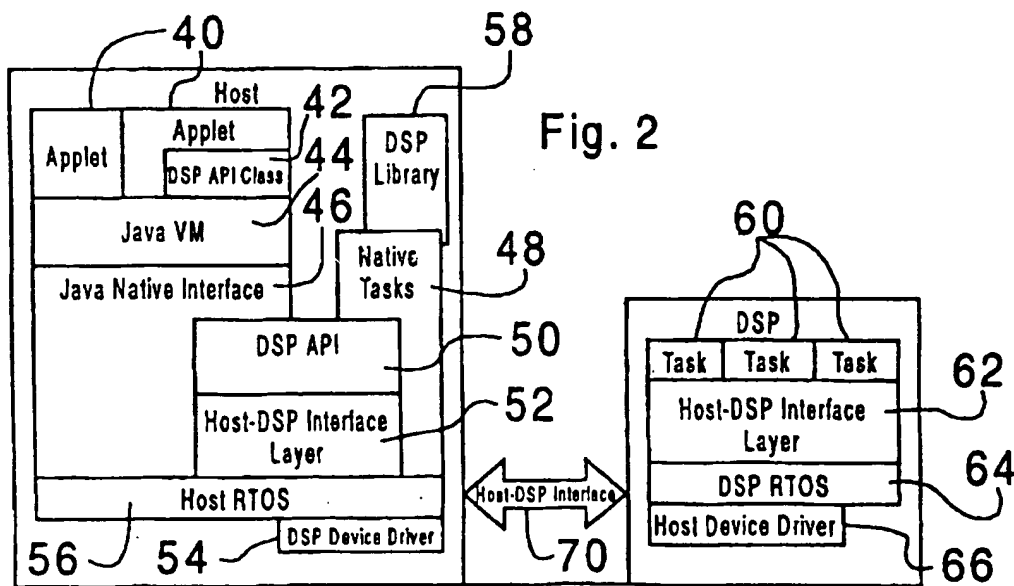 40
58
Host
42
Fig. 2
Applet
Applet
DSP API Class
44
DSP
Library
46
Java VM
60
Native
Tasks
48
Java Native Interface
DSP
DSP API
50
Task
Task
Task
62
Host-DSP Interface
Layer
52
Host-DSP Interface
Layer
64
Host RTOS
Host-DSP Interface
DSP RTOS
56
54
DSP Device Driver
70
Host Device Driver
66